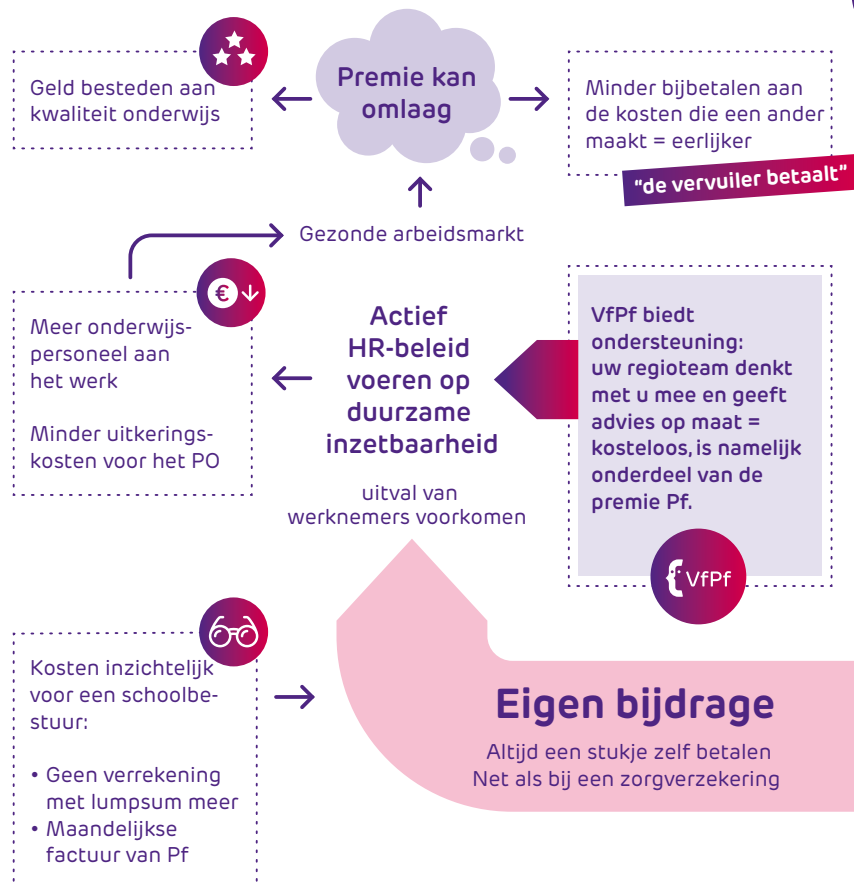 Geld besteden aan
kwaliteit onderwijs
Premie kan
omlaag
Minder bijbetalen aan
de kosten die een ander
maakt = eerlijker
"de vervuiler betaalt"
Gezonde arbeidsmarkt
€
Meer onderwijs-
personeel aan
het werk
Minder uitkerings-
kosten voor het PO
Actief
HR-beleid
voeren op
duurzame
inzetbaarheid
uitval van
werknemers voorkomen
VfPf biedt
ondersteuning:
uw regioteam denkt
met u mee en geeft
advies op maat =
kosteloos, is namelijk
onderdeel van de
premie Pf.
VfPf
Kosten inzichtelijk
voor een schoolbe-
stuur:
• Geen verrekening
met lumpsum meer
• Maandelijkse
factuur van Pf
Eigen bijdrage
Altijd een stukje zelf betalen
Net als bij een zorgverzekering